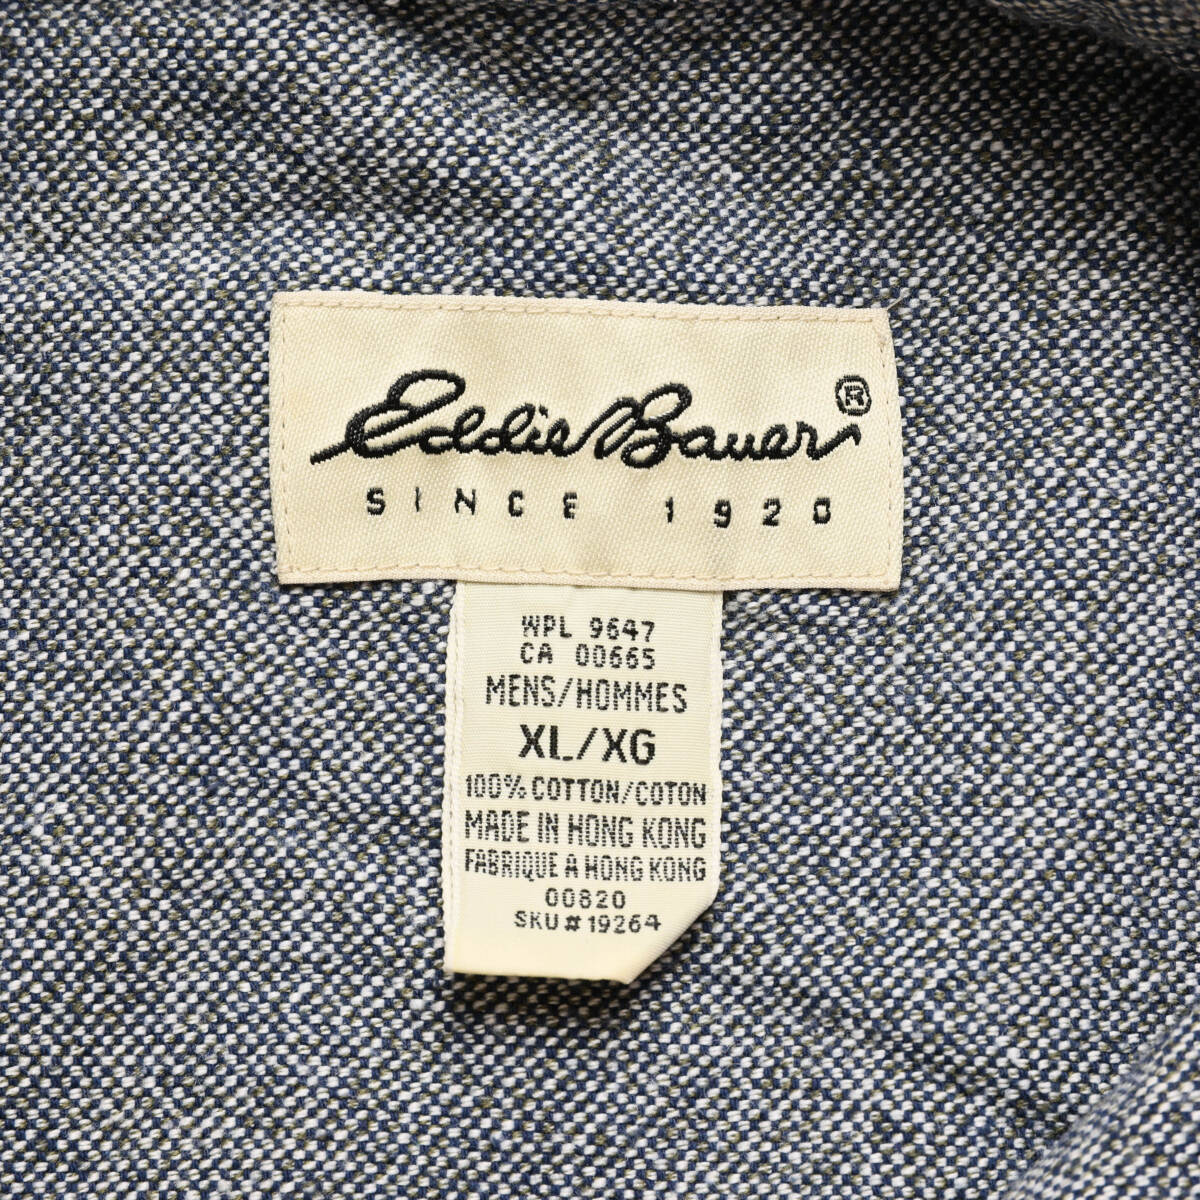 Eddie Bauer®
SINCE 1920
WPL 9647
CA 00665
MENS/HOMMES
XL/XG
100% COTTON/COTON
MADE IN HONG KONG
FABRIQUE A HONG KONG
00820
SKU # 19264